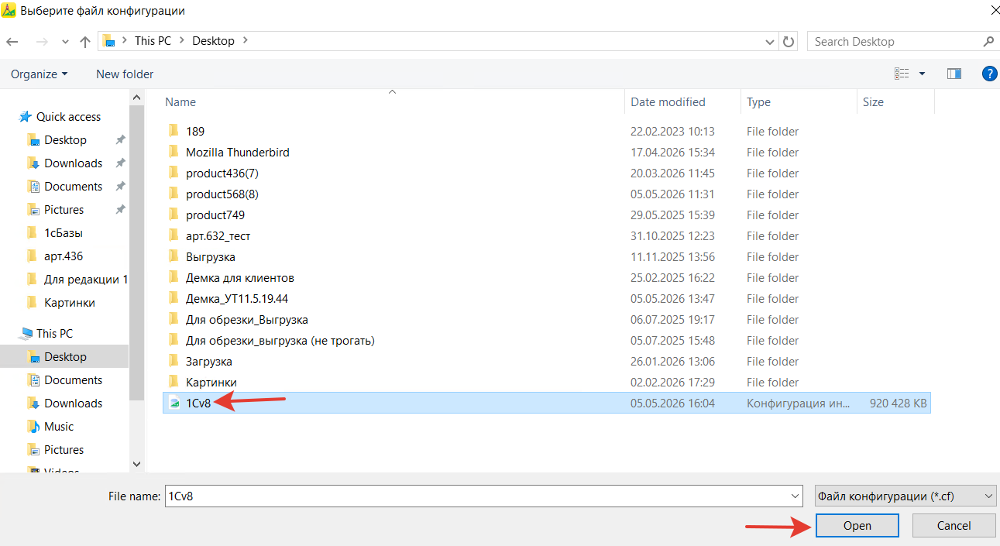 Выберите файл конфигурации
This PC Desktop
Search Desktop
Organize New folder
?
Name Date modified Type Size
Quick access
Desktop
Downloads
Documents
Pictures
1сБазы
арт.436
Для редакции 1
Картинки
This PC
Desktop
Documents
Downloads
Music
Pictures
Videos
189 22.02.2023 10:13 File folder
Mozilla Thunderbird 17.04.2026 15:34 File folder
product436(7) 20.03.2026 11:45 File folder
product568(8) 05.05.2026 11:31 File folder
product749 29.05.2025 15:39 File folder
арт.632_тест 31.10.2025 12:23 File folder
Выгрузка 11.11.2025 13:56 File folder
Демка для клиентов 25.02.2026 16:22 File folder
Демка_УТ11.5.19.44 05.05.2026 13:47 File folder
Для обрезки_Выгрузка 06.07.2025 19:17 File folder
Для обрезки_выгрузка (не трогать) 05.07.2025 15:48 File folder
Загрузка 26.01.2026 13:06 File folder
Картинки 02.02.2026 17:29 File folder
1Cv8 05.05.2026 16:04 Конфигурация ин... 920 428 KB
File name: 1Cv8 Файл конфигурации (*.cf)
Open Cancel